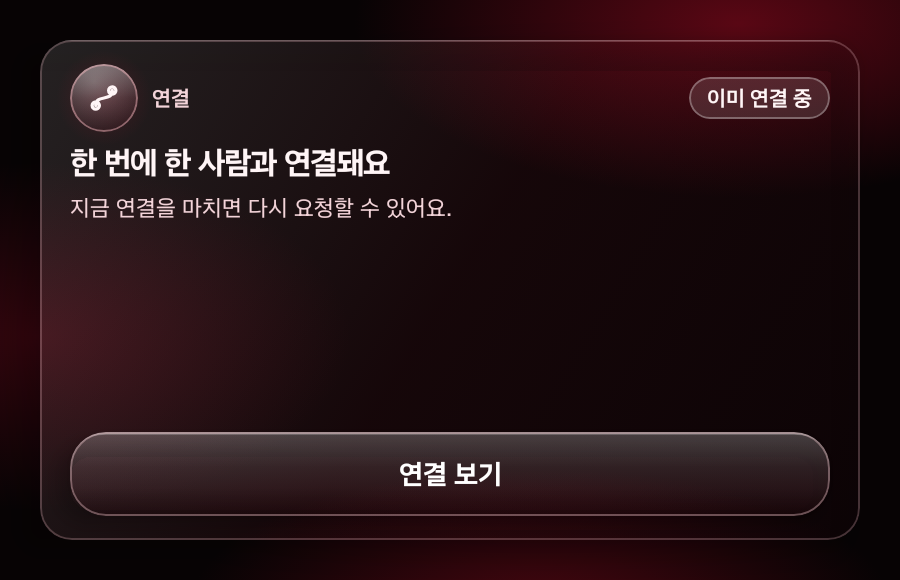 연결
이미 연결 중
한 번에 한 사람과 연결돼요
지금 연결을 마치면 다시 요청할 수 있어요.
연결 보기